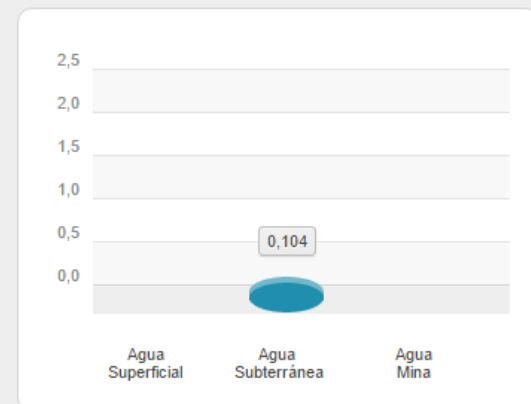 2,5
2,0
1,5
1,0
0,5
0,104
0,0
Agua
Superficial
Agua
Subterránea
Agua
Mina